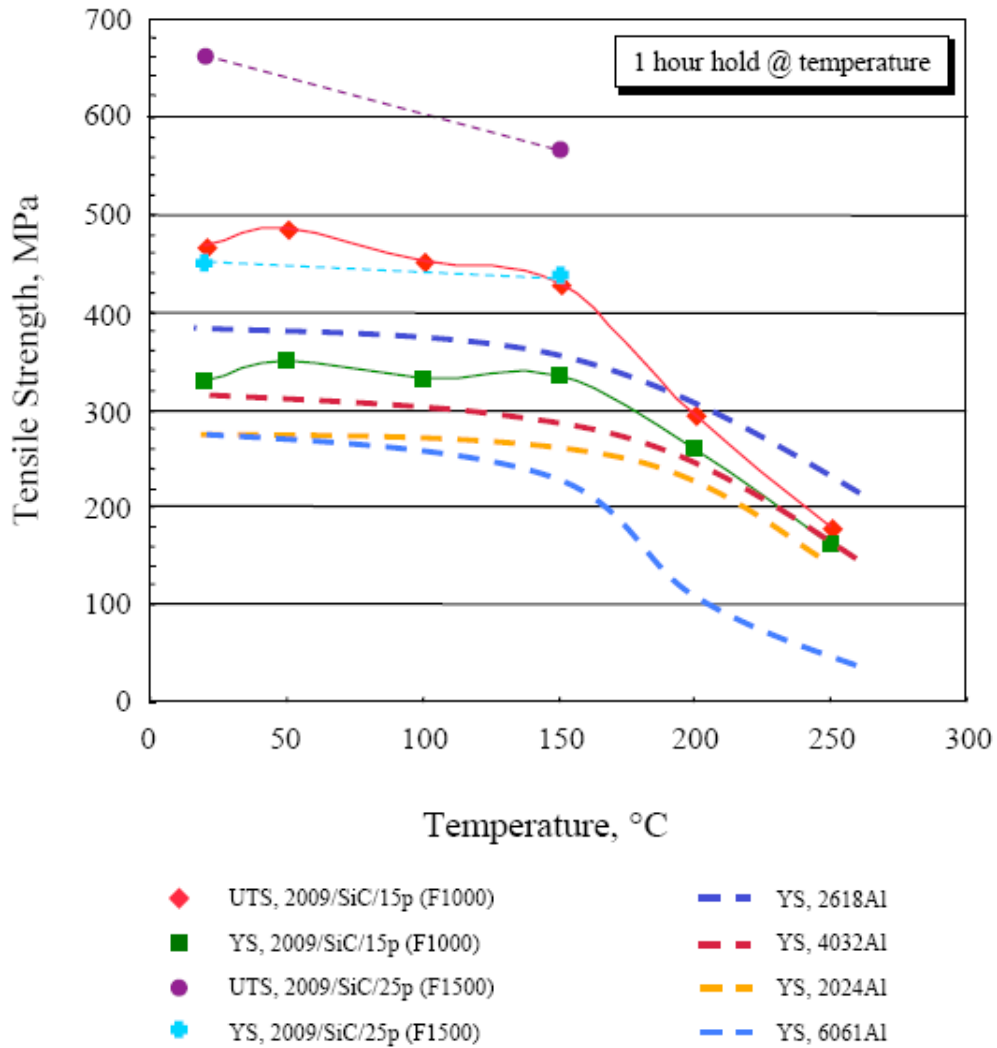 700
1 hour hold @ temperature
600
500
400
300
200
100
0
Tensile Strength, MPa
0 50 100 150 200 250 300
Temperature, °C
UTS, 2009/SiC/15p (F1000) YS, 2618Al
YS, 2009/SiC/15p (F1000) YS, 4032Al
UTS, 2009/SiC/25p (F1500) YS, 2024Al
YS, 2009/SiC/25p (F1500) YS, 6061Al